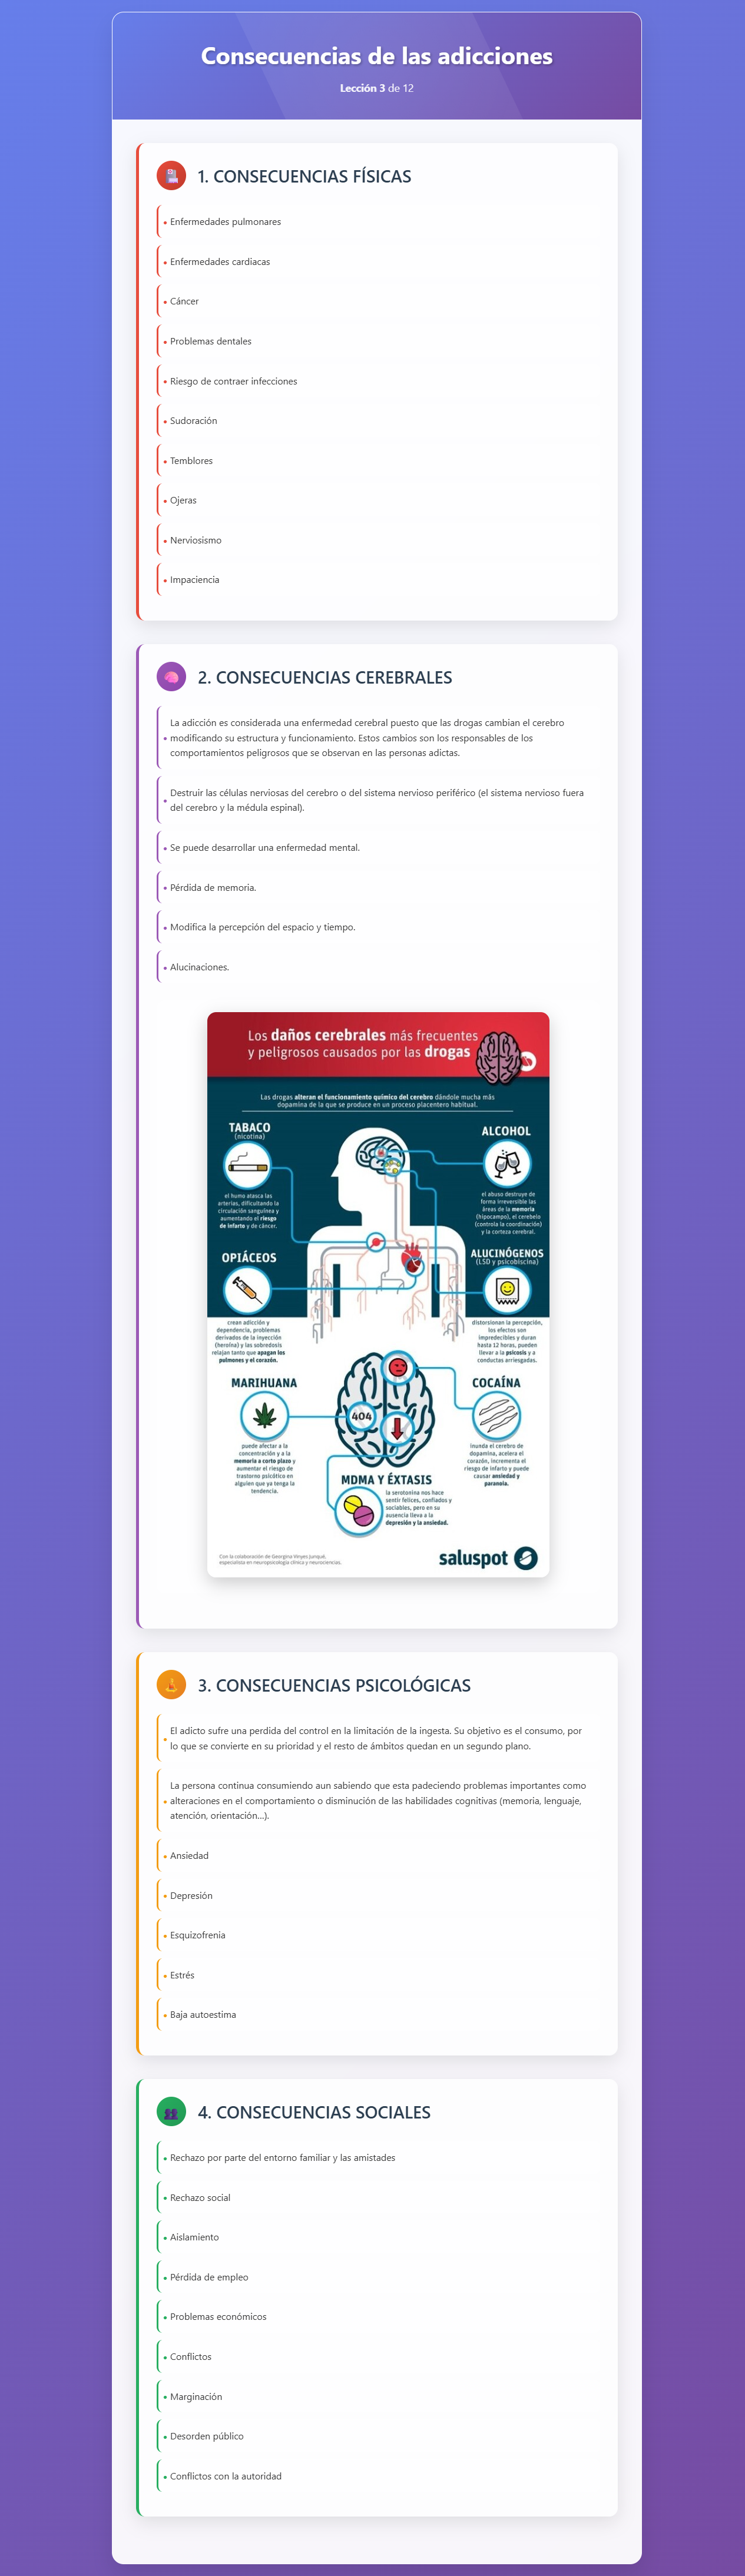 Consecuencias de las adicciones
Lección 3 de 12
1. CONSECUENCIAS FÍSICAS
• Enfermedades pulmonares
• Enfermedades cardiacas
• Cáncer
• Problemas dentales
• Riesgo de contraer infecciones
• Sudoración
• Temblores
• Ojeras
• Nerviosismo
• Impaciencia
2. CONSECUENCIAS CEREBRALES
• La adicción es considerada una enfermedad cerebral puesto que las drogas cambian el cerebro
modificando su estructura y funcionamiento. Estos cambios son los responsables de los
comportamientos peligrosos que se observan en las personas adictas.
• Destruir las células nerviosas del cerebro o del sistema nervioso periférico (el sistema nervioso fuera
del cerebro y la médula espinal).
• Se puede desarrollar una enfermedad mental.
• Pérdida de memoria.
• Modifica la percepción del espacio y tiempo.
• Alucinaciones.
Los daños cerebrales más frecuentes
y peligrosos causados por las drogas
Las drogas alteran el funcionamiento químico del cerebro dándole mucha más
dopamina de la que se produce en un proceso placentero habitual.
TABACO
(nicotina)
el humo atasca las
arterias, dificultando la
circulación sanguínea y
aumentando el riesgo
de infarto y de cáncer.
ALCOHOL
el abuso destruye de
forma irreversible las
áreas de la memoria
(hipocampo), el cerebelo
(controla la coordinación)
y la corteza cerebral.
OPIÁCEOS
crean adicción y
dependencia, problemas
derivados de la inyección
(heroína) y las sobredosis
relajan tanto que apagan los
pulmones y el corazón.
ALUCINÓGENOS
(LSD y psicobiscina)
distorsionan la percepción,
los efectos son
impredecibles y duran
hasta 12 horas, pueden
llevar a la psicosis y a
conductas arriesgadas.
MARIHUANA
puede afectar a la
concentración y a la
memoria a corto plazo y
aumentar el riesgo de
trastorno psicótico en
alguien que ya tenga la
tendencia.
404
COCAÍNA
inunda el cerebro de
dopamina, acelera el
corazón, incrementa el
riesgo de infarto y puede
causar ansiedad y
paranoia.
MDMA Y ÉXTASIS
la serotonina nos hace
sentir felices, confiados y
sociables, pero en su
ausencia lleva a la
depresión y la ansiedad.
Con la colaboración de Georgina Vinyes Junqué,
especialista en neuropsicología clínica y neurociencias.
saluspot
3. CONSECUENCIAS PSICOLÓGICAS
• El adicto sufre una perdida del control en la limitación de la ingesta. Su objetivo es el consumo, por
lo que se convierte en su prioridad y el resto de ámbitos quedan en un segundo plano.
• La persona continua consumiendo aun sabiendo que esta padeciendo problemas importantes como
alteraciones en el comportamiento o disminución de las habilidades cognitivas (memoria, lenguaje,
atención, orientación...).
• Ansiedad
• Depresión
• Esquizofrenia
• Estrés
• Baja autoestima
4. CONSECUENCIAS SOCIALES
• Rechazo por parte del entorno familiar y las amistades
• Rechazo social
• Aislamiento
• Pérdida de empleo
• Problemas económicos
• Conflictos
• Marginación
• Desorden público
• Conflictos con la autoridad